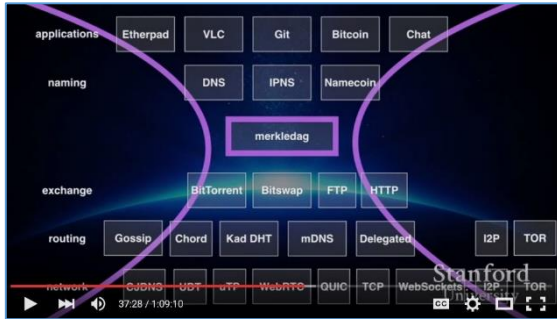 applications Etherpad VLC Git Bitcoin Chat
naming DNS IPNS Namecoin
merkledag
exchange BitTorrent Bitswap FTP HTTP
routing Gossip Chord Kad DHT mDNS Delegated I2P TOR
Stanford
University
network CJDNS UDT uTP WebRTC QUIC TCP WebSockets I2P TOR
37:28 / 1:09:10 CC